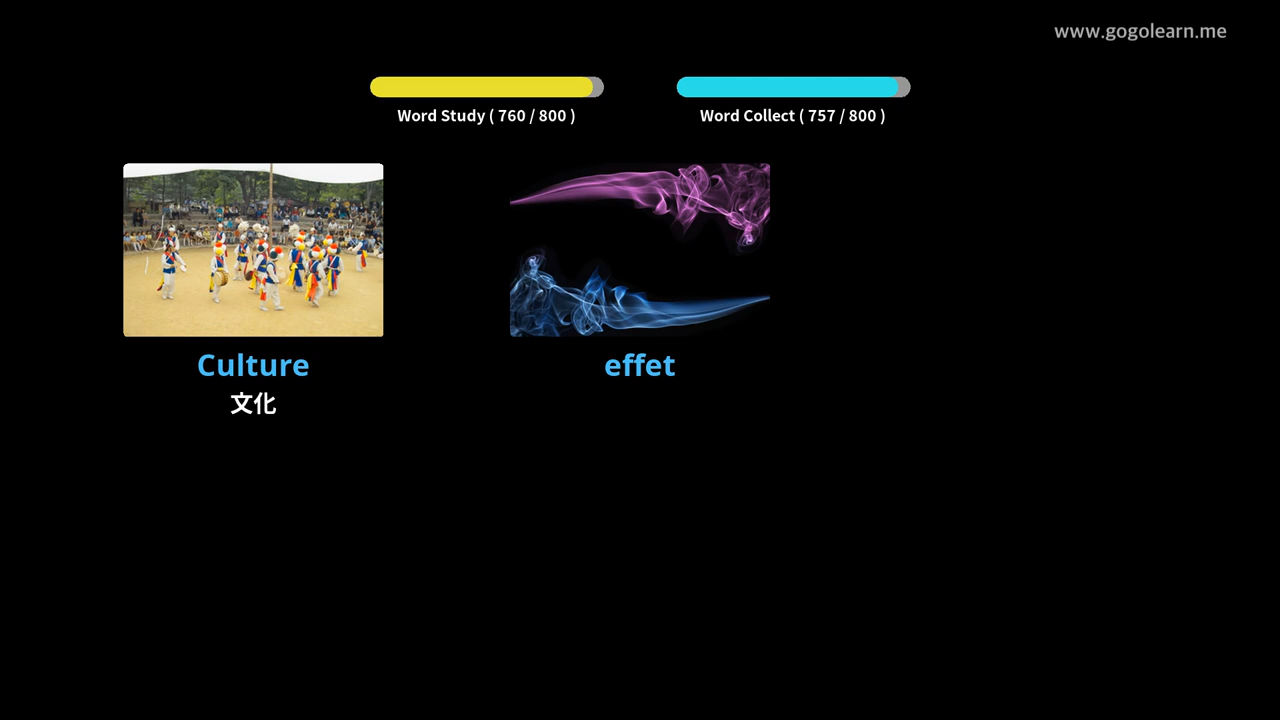 www.gogolearn.me
Word Study ( 760 / 800 )
Word Collect ( 757 / 800 )
Culture
文化
effet